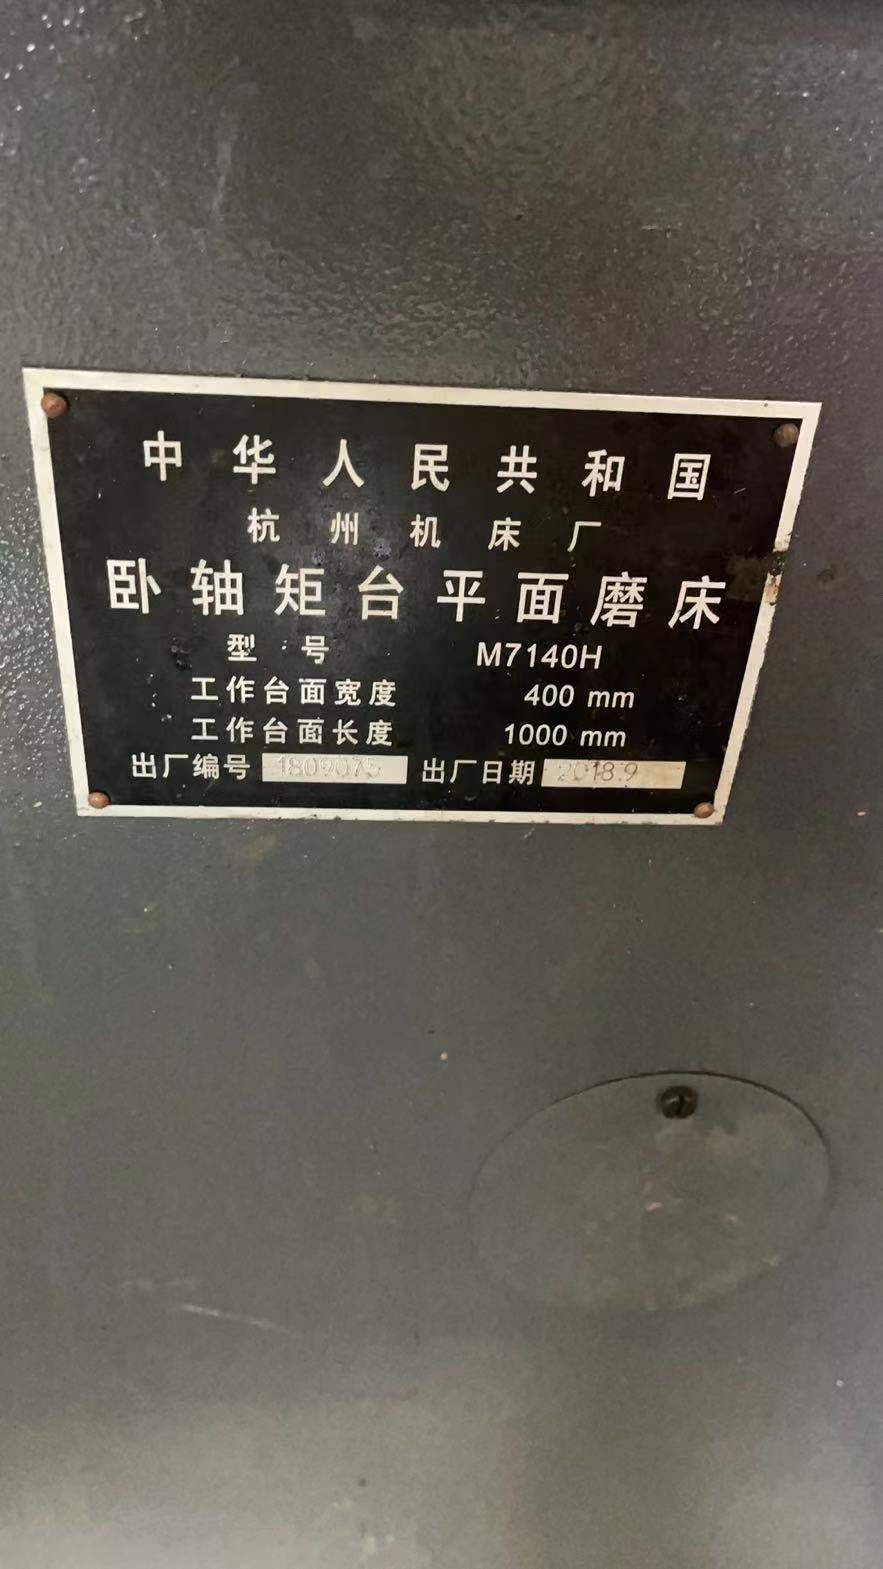 中华人民共和国
杭州机床厂
卧轴矩台平面磨床
型号 M7140H
工作台面宽度 400 mm
工作台面长度 1000 mm
出厂编号 1809075 出厂日期 2018.9